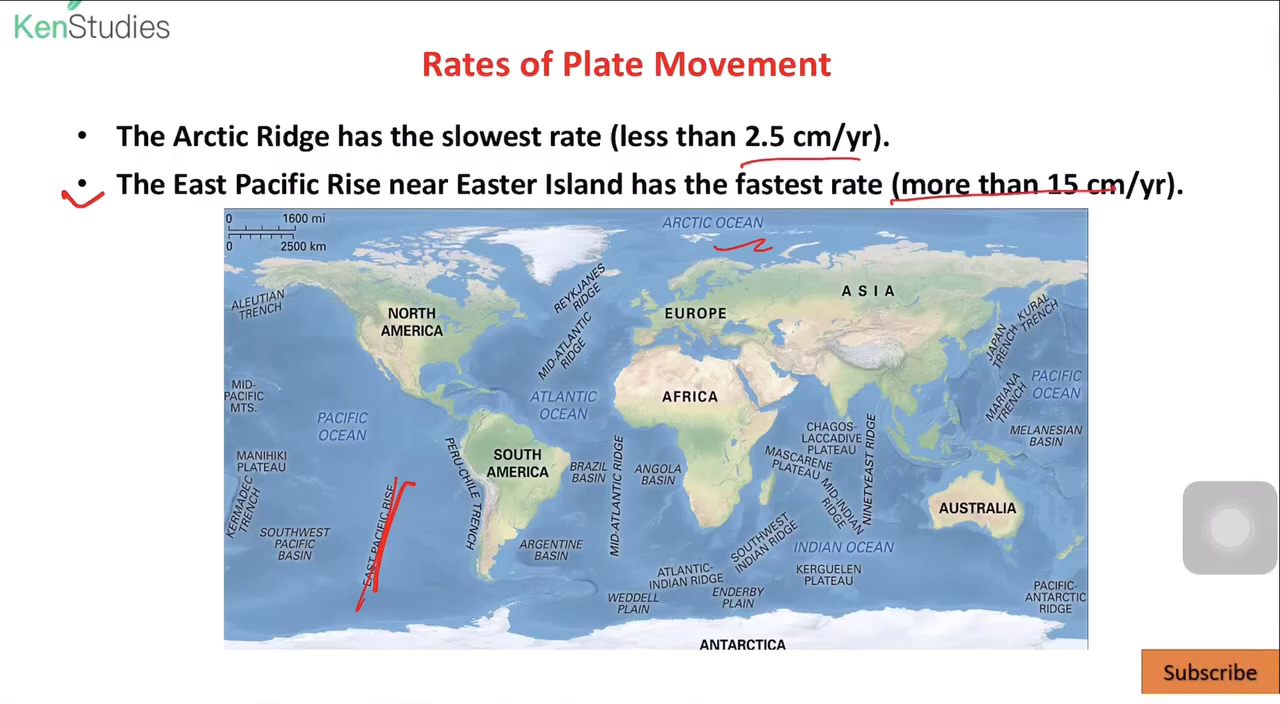 KenStudies
Rates of Plate Movement
• The Arctic Ridge has the slowest rate (less than 2.5 cm/yr).
• The East Pacific Rise near Easter Island has the fastest rate (more than 15 cm/yr).
0 1600 mi
0 2500 km
ARCTIC OCEAN
ALEUTIAN
TRENCH
NORTH
AMERICA
REYKJANES
RIDGE
MID-ATLANTIC
RIDGE
EUROPE
ASIA
KURAL
TRENCH
JAPAN
TRENCH
MID-
PACIFIC
MTS.
PACIFIC
OCEAN
ATLANTIC
OCEAN
AFRICA
MARIANA
TRENCH
PACIFIC
OCEAN
MELANESIAN
BASIN
CHAGOS-
LACCADIVE
PLATEAU
MASCARENE
PLATEAU
MID-INDIAN
RIDGE
NINETYEAST RIDGE
MANIHIKI
PLATEAU
KERMADEC
TRENCH
SOUTHWEST
PACIFIC
BASIN
EAST PACIFIC RISE
PERU-CHILE TRENCH
SOUTH
AMERICA
BRAZIL
BASIN
MID-ATLANTIC RIDGE
ANGOLA
BASIN
AUSTRALIA
ARGENTINE
BASIN
SOUTHWEST
INDIAN RIDGE
INDIAN OCEAN
ATLANTIC-
INDIAN RIDGE
KERGUELEN
PLATEAU
WEDDELL
PLAIN
ENDERBY
PLAIN
PACIFIC-
ANTARCTIC
RIDGE
ANTARCTICA
Subscribe